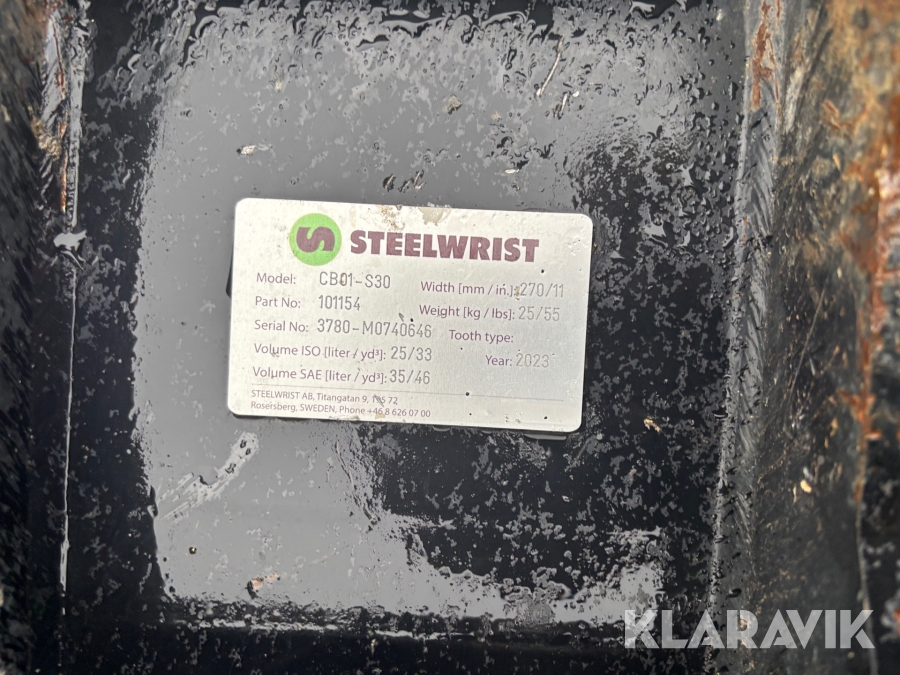 STEELWRIST
Model: CB01-S30
Width [mm / in.]: 270/11
Part No: 101154
Weight [kg / lbs]: 25/55
Serial No: 3780-M0740646
Tooth type:
Volume ISO [liter / yd³]: 25/33
Year: 2023
Volume SAE [liter / yd³]: 35/46
STEELWRIST AB, Titangatan 9, 195 72
Rosersberg, SWEDEN, Phone +46 8 626 07 00
KLARAVIK